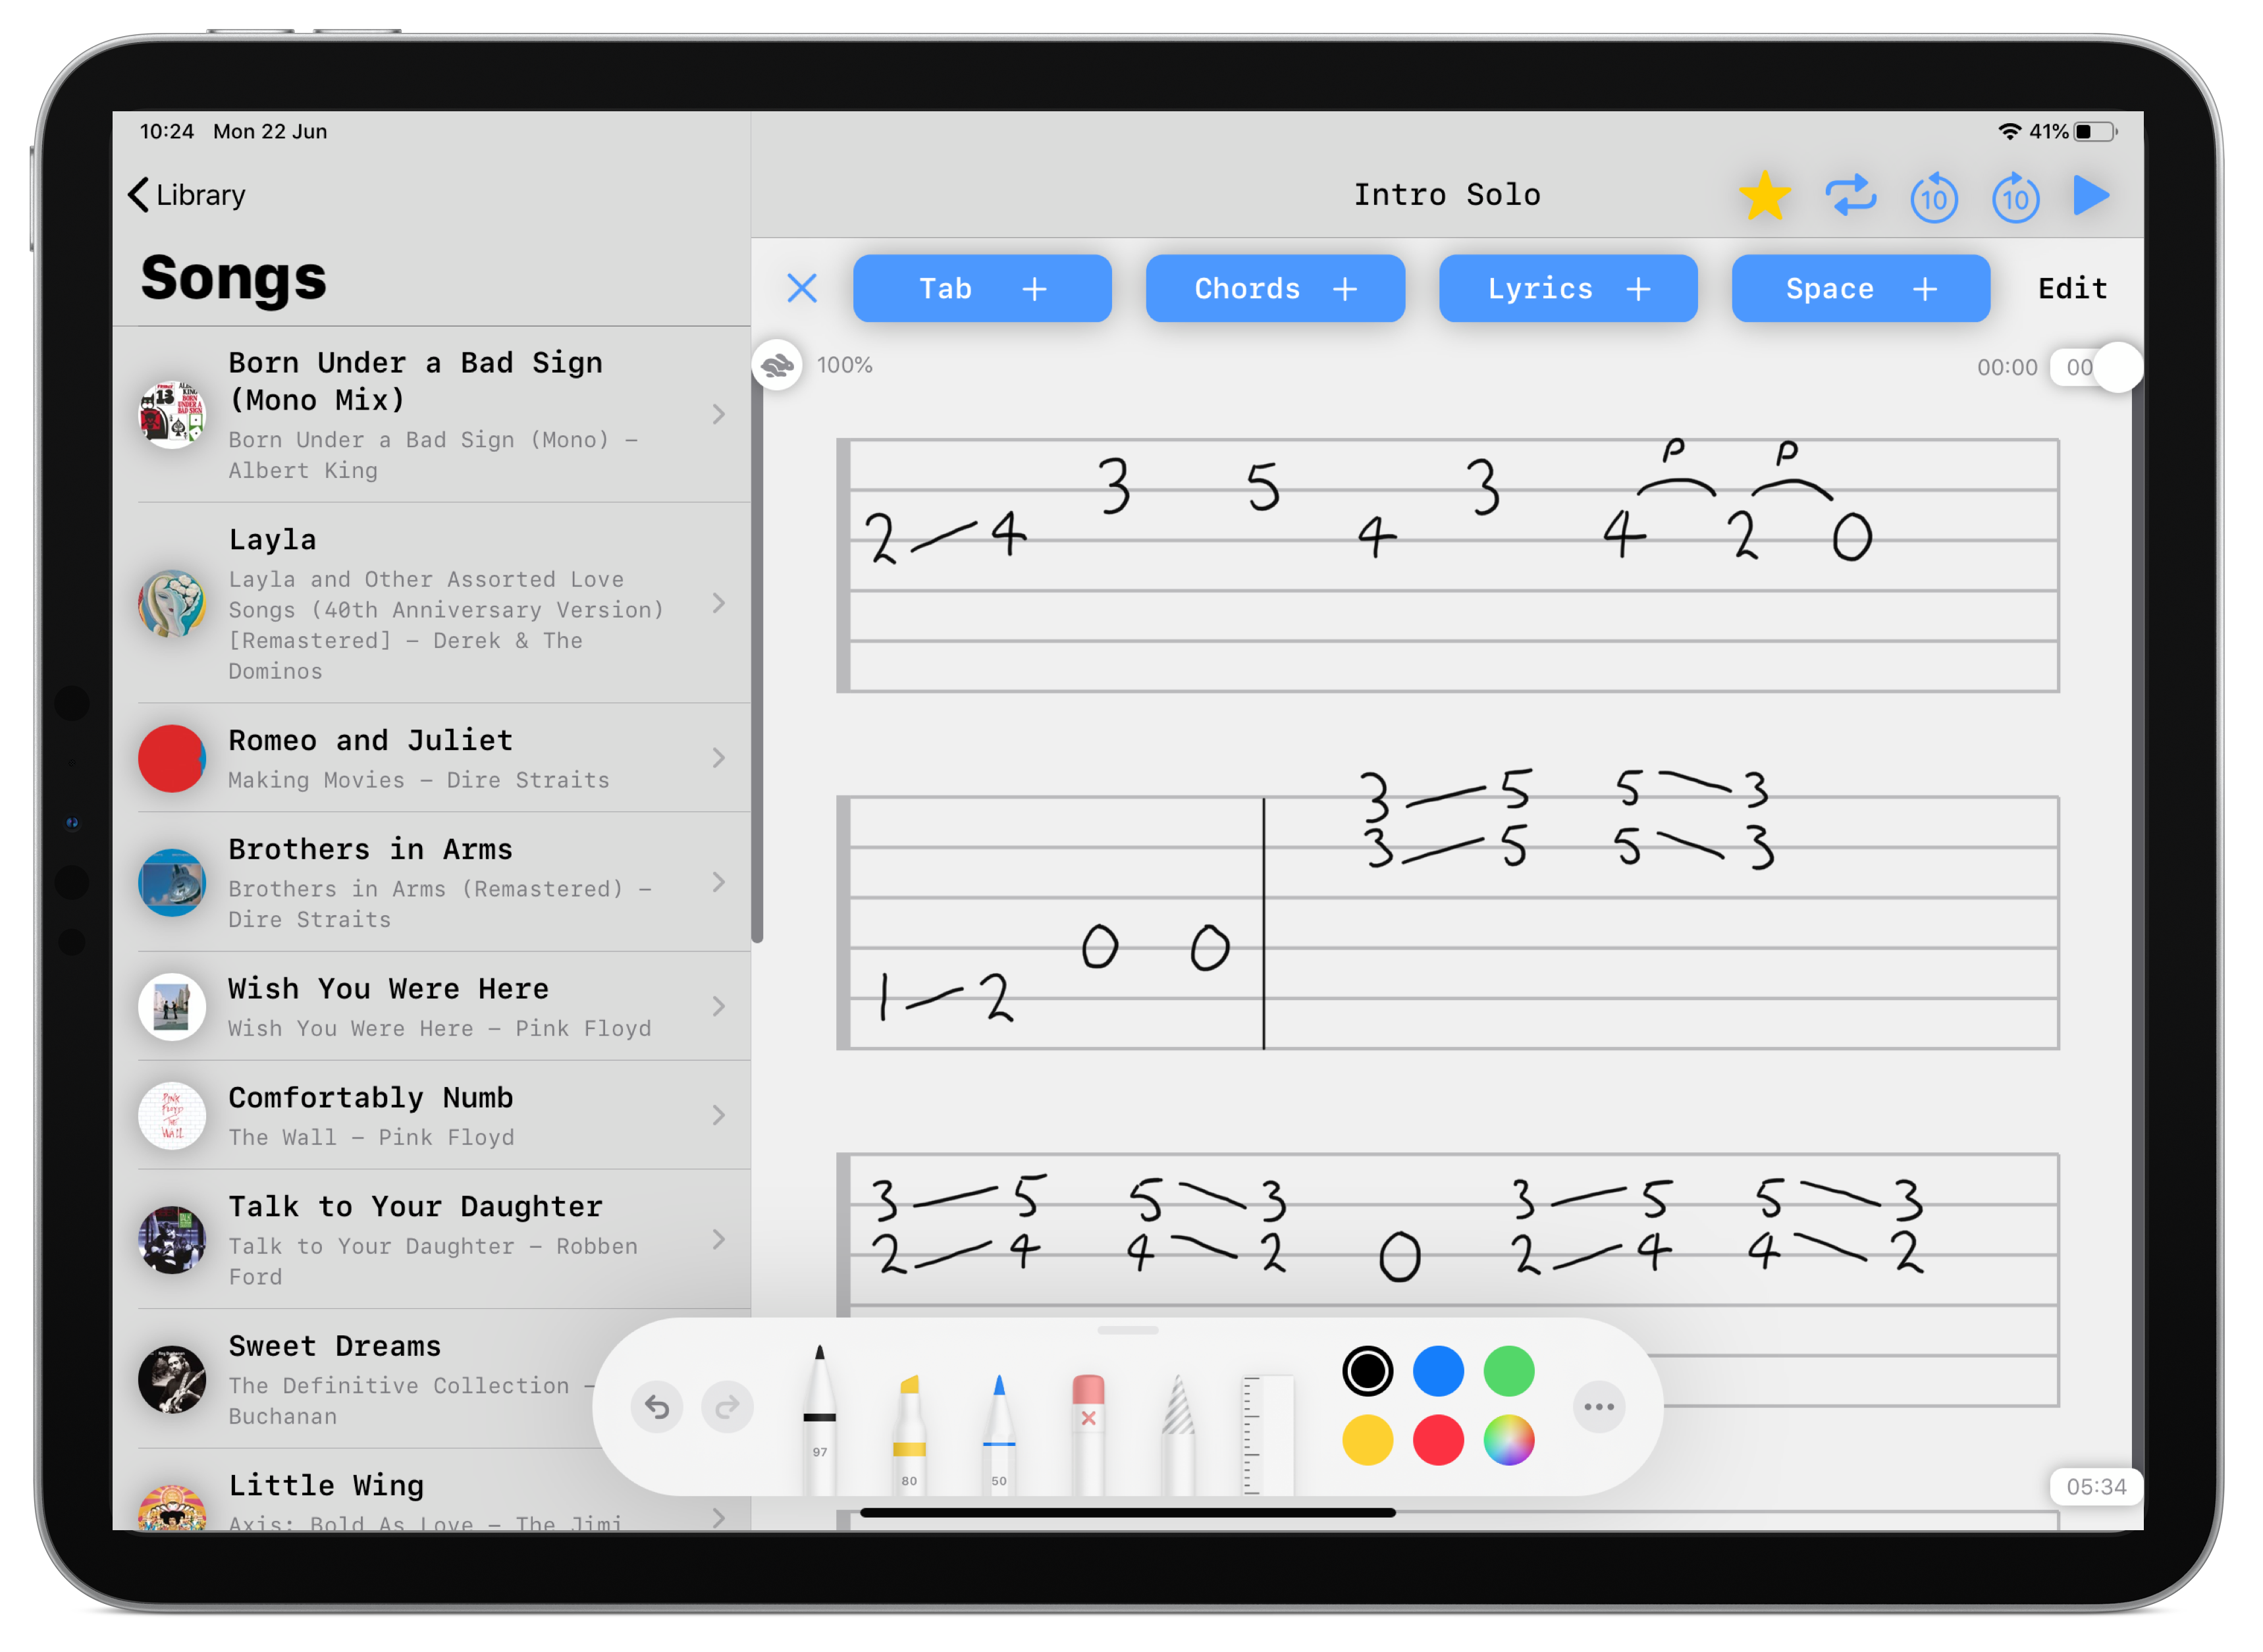 10:24 Mon 22 Jun
41%
Library
Songs
Born Under a Bad Sign
(Mono Mix)
Born Under a Bad Sign (Mono) –
Albert King
Layla
Layla and Other Assorted Love
Songs (40th Anniversary Version)
[Remastered] – Derek & The
Dominos
Romeo and Juliet
Making Movies – Dire Straits
Brothers in Arms
Brothers in Arms (Remastered) –
Dire Straits
Wish You Were Here
Wish You Were Here – Pink Floyd
Comfortably Numb
The Wall – Pink Floyd
Talk to Your Daughter
Talk to Your Daughter – Robben
Ford
Sweet Dreams
The Definitive Collection –
Buchanan
Little Wing
Axis: Bold As Love – The Jimi
Intro Solo
10 10
Tab + Chords + Lyrics + Space + Edit
100% 00:00 00
P P
3 5 3
2 – 4 4 4 2 0
3 – 5 5 – 3
3 – 5 5 – 3
0 0
1 – 2
3 – 5 5 – 3 3 – 5 5 – 3
2 – 4 4 – 2 0 2 – 4 4 – 2
97 80 50
05:34